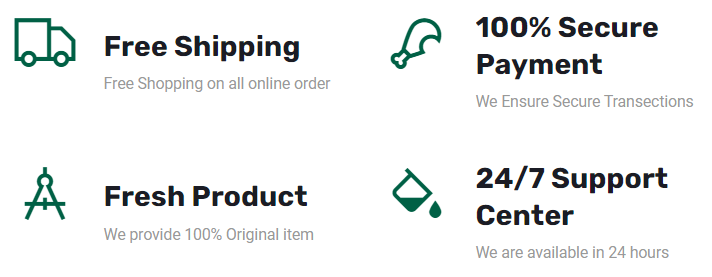 Free Shipping
Free Shopping on all online order
100% Secure
Payment
We Ensure Secure Transections
Fresh Product
We provide 100% Original item
24/7 Support
Center
We are available in 24 hours